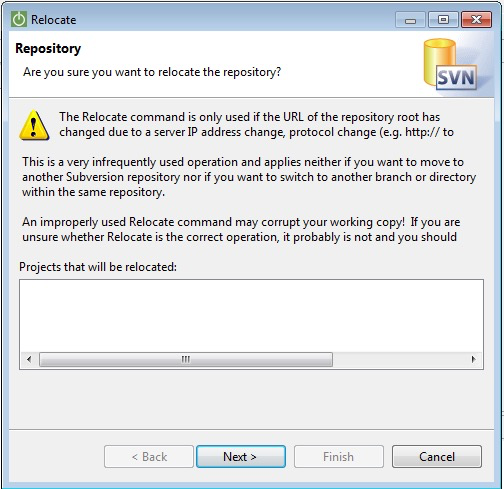 Relocate
Repository
Are you sure you want to relocate the repository?
SVN
The Relocate command is only used if the URL of the repository root has
changed due to a server IP address change, protocol change (e.g. http:// to
This is a very infrequently used operation and applies neither if you want to move to
another Subversion repository nor if you want to switch to another branch or directory
within the same repository.
An improperly used Relocate command may corrupt your working copy!  If you are
unsure whether Relocate is the correct operation, it probably is not and you should
Projects that will be relocated:
< Back
Next >
Finish
Cancel